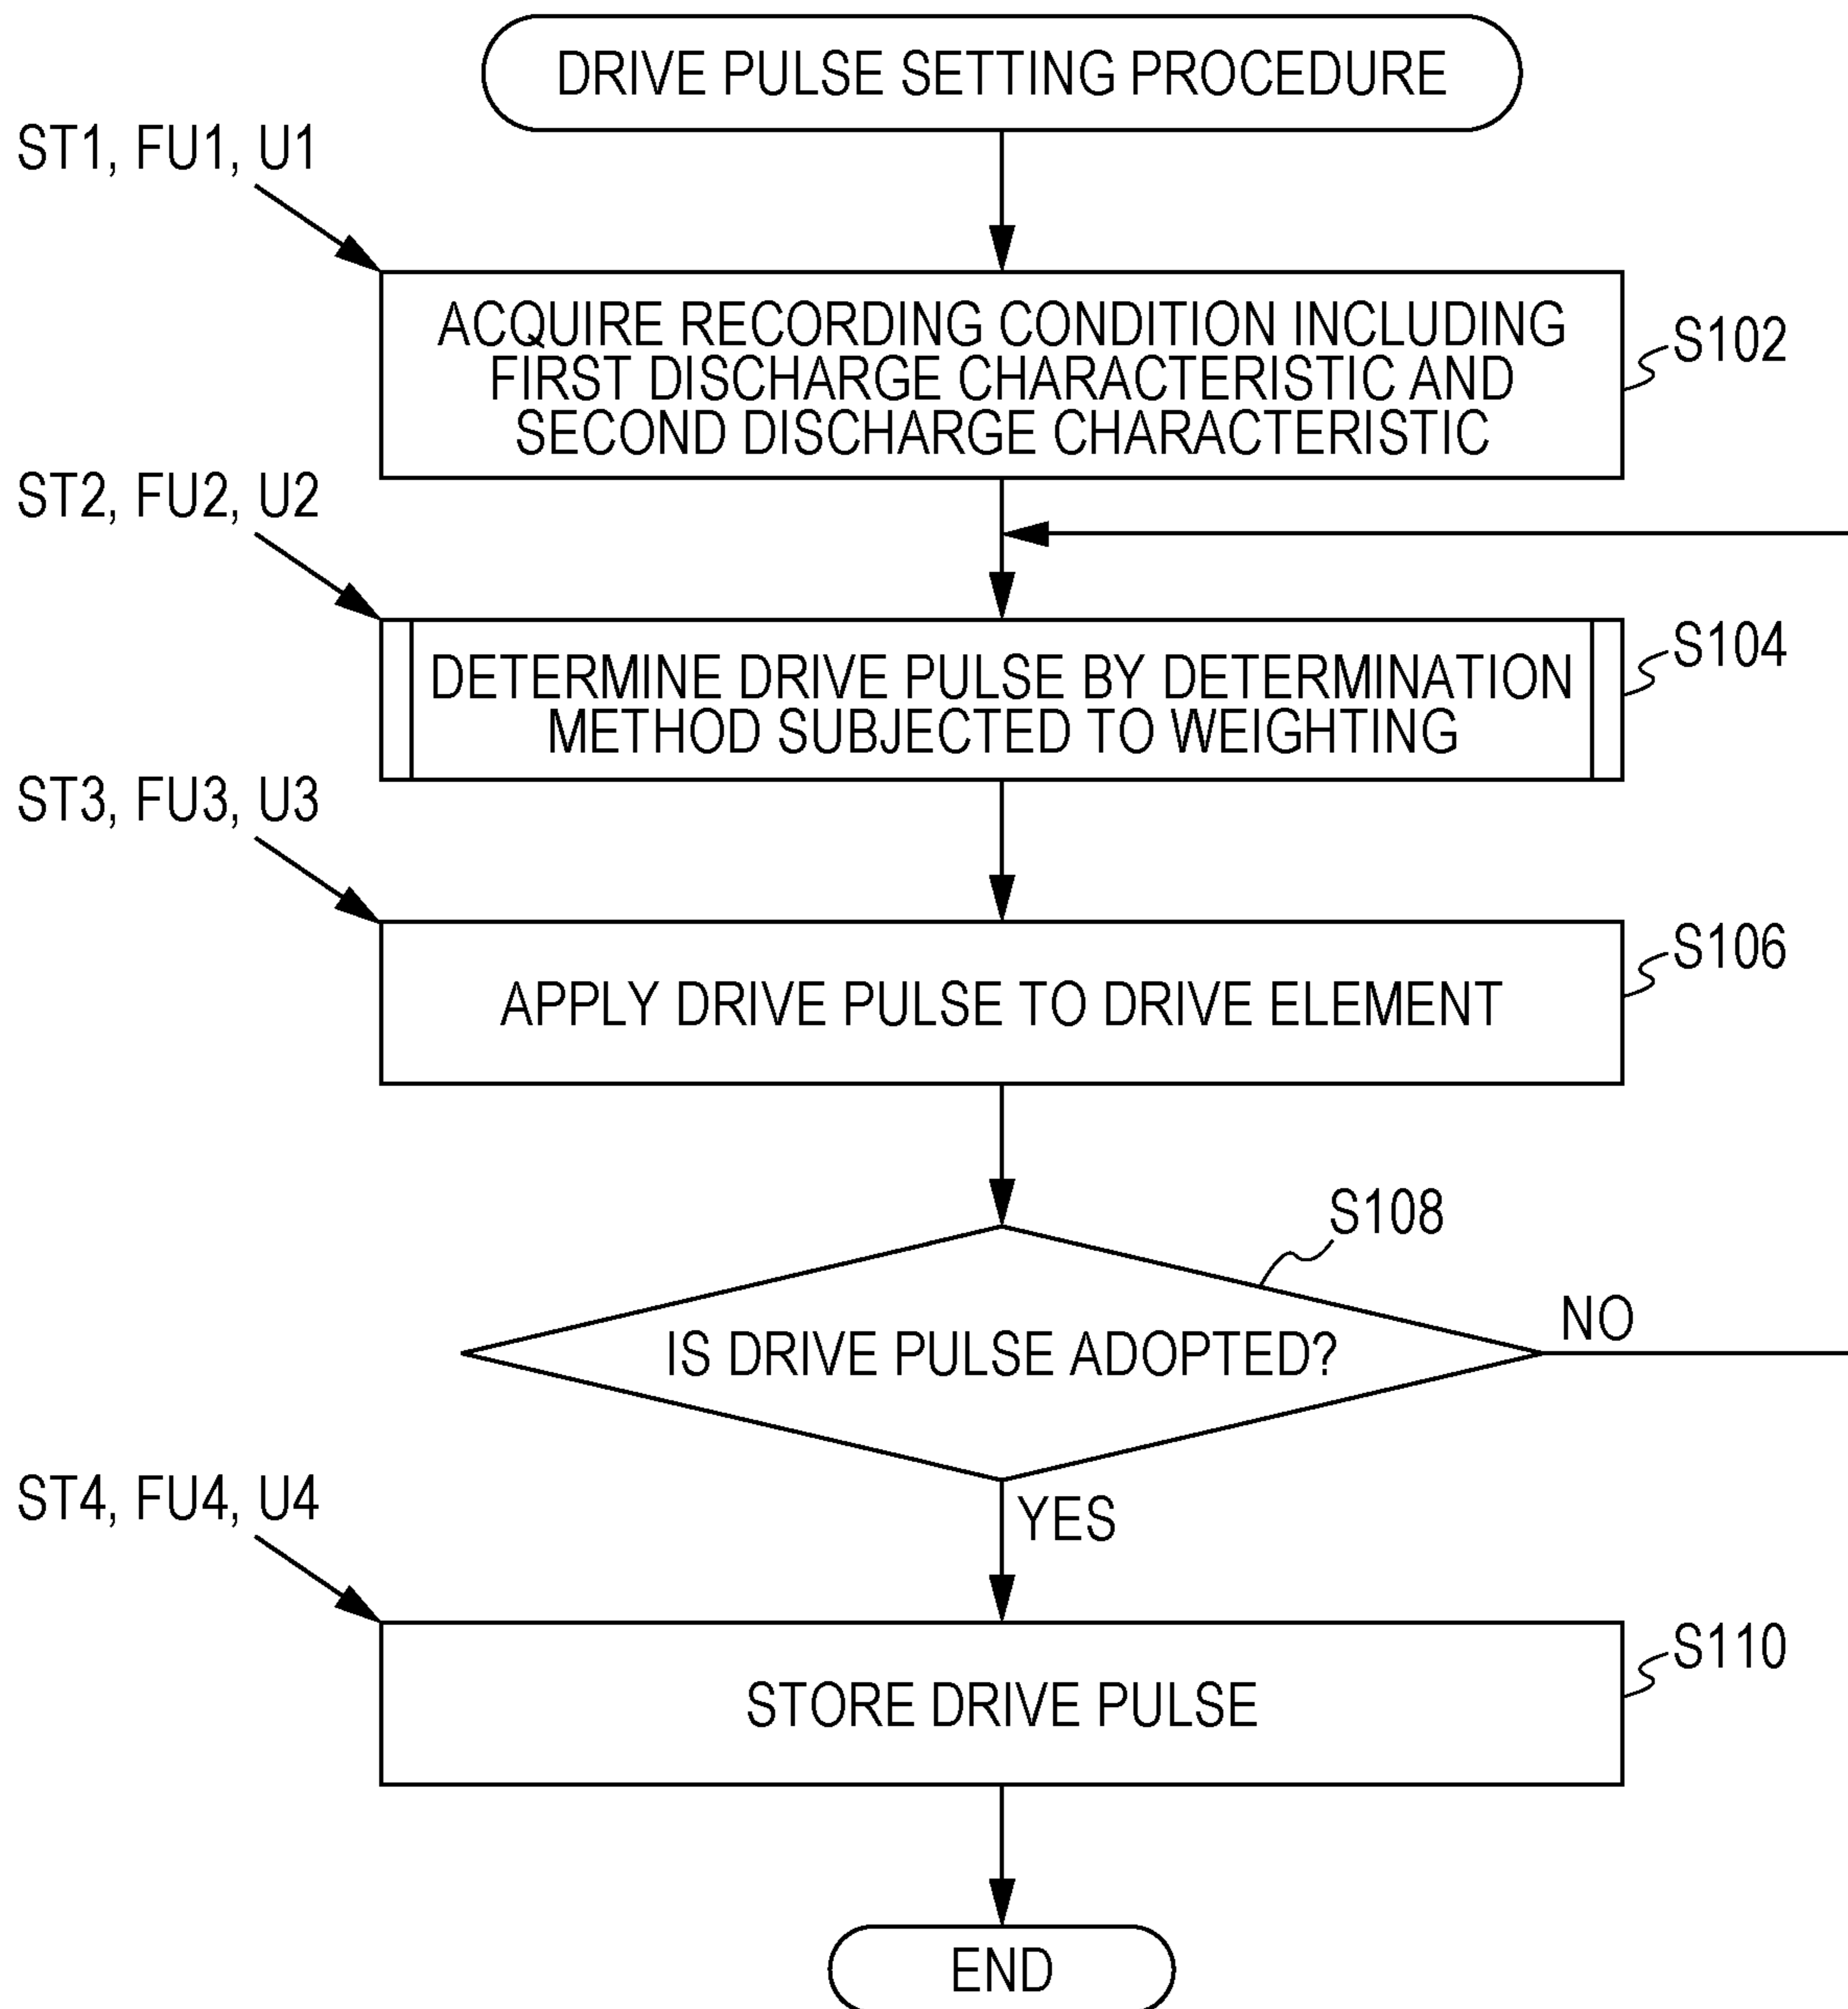 DRIVE PULSE SETTING PROCEDURE
ST1, FU1, U1
ACQUIRE RECORDING CONDITION INCLUDING
FIRST DISCHARGE CHARACTERISTIC AND
SECOND DISCHARGE CHARACTERISTIC
S102
ST2, FU2, U2
DETERMINE DRIVE PULSE BY DETERMINATION
METHOD SUBJECTED TO WEIGHTING
S104
ST3, FU3, U3
APPLY DRIVE PULSE TO DRIVE ELEMENT
S106
S108
IS DRIVE PULSE ADOPTED?
NO
YES
ST4, FU4, U4
STORE DRIVE PULSE
S110
END